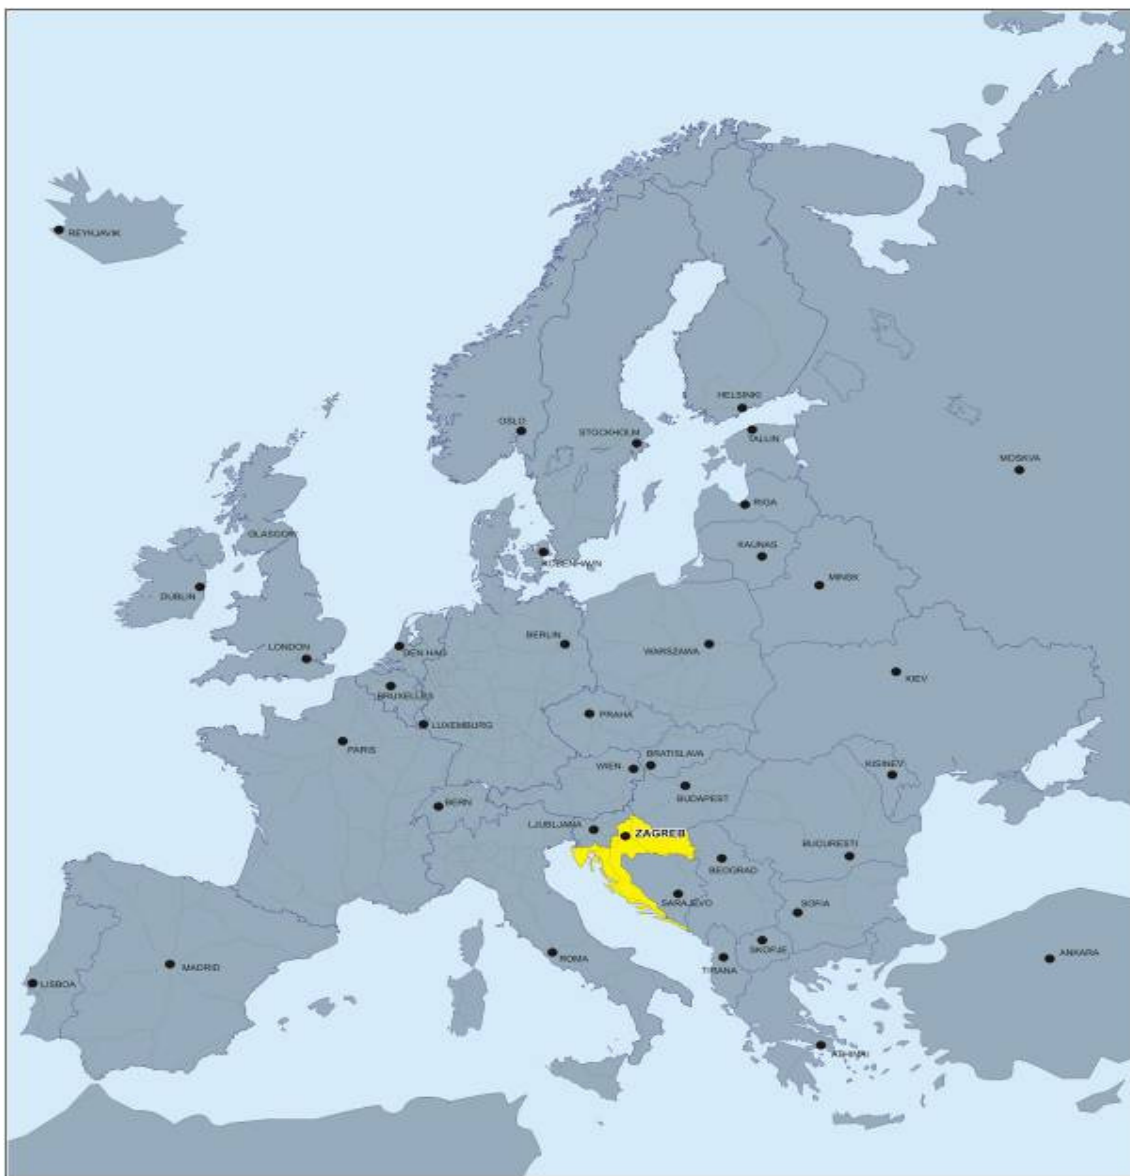 REYKJAVIK
HELSINKI
OSLO
STOCKHOLM
TALLIN
MOSKVA
RIGA
GLASGOW
KAUNAS
KOBENHAVN
MINSK
DUBLIN
BERLIN
LONDON
DEN HAG
WARSZAWA
KIEV
BRUXELLES
PRAHA
LUXEMBURG
PARIS
BRATISLAVA
WIEN
KISINEV
BUDAPEST
BERN
LJUBLJANA
ZAGREB
BUCURESTI
BEOGRAD
SARAJEVO
SOFIA
SKOPJE
ROMA
ANKARA
MADRID
TIRANA
LISBOA